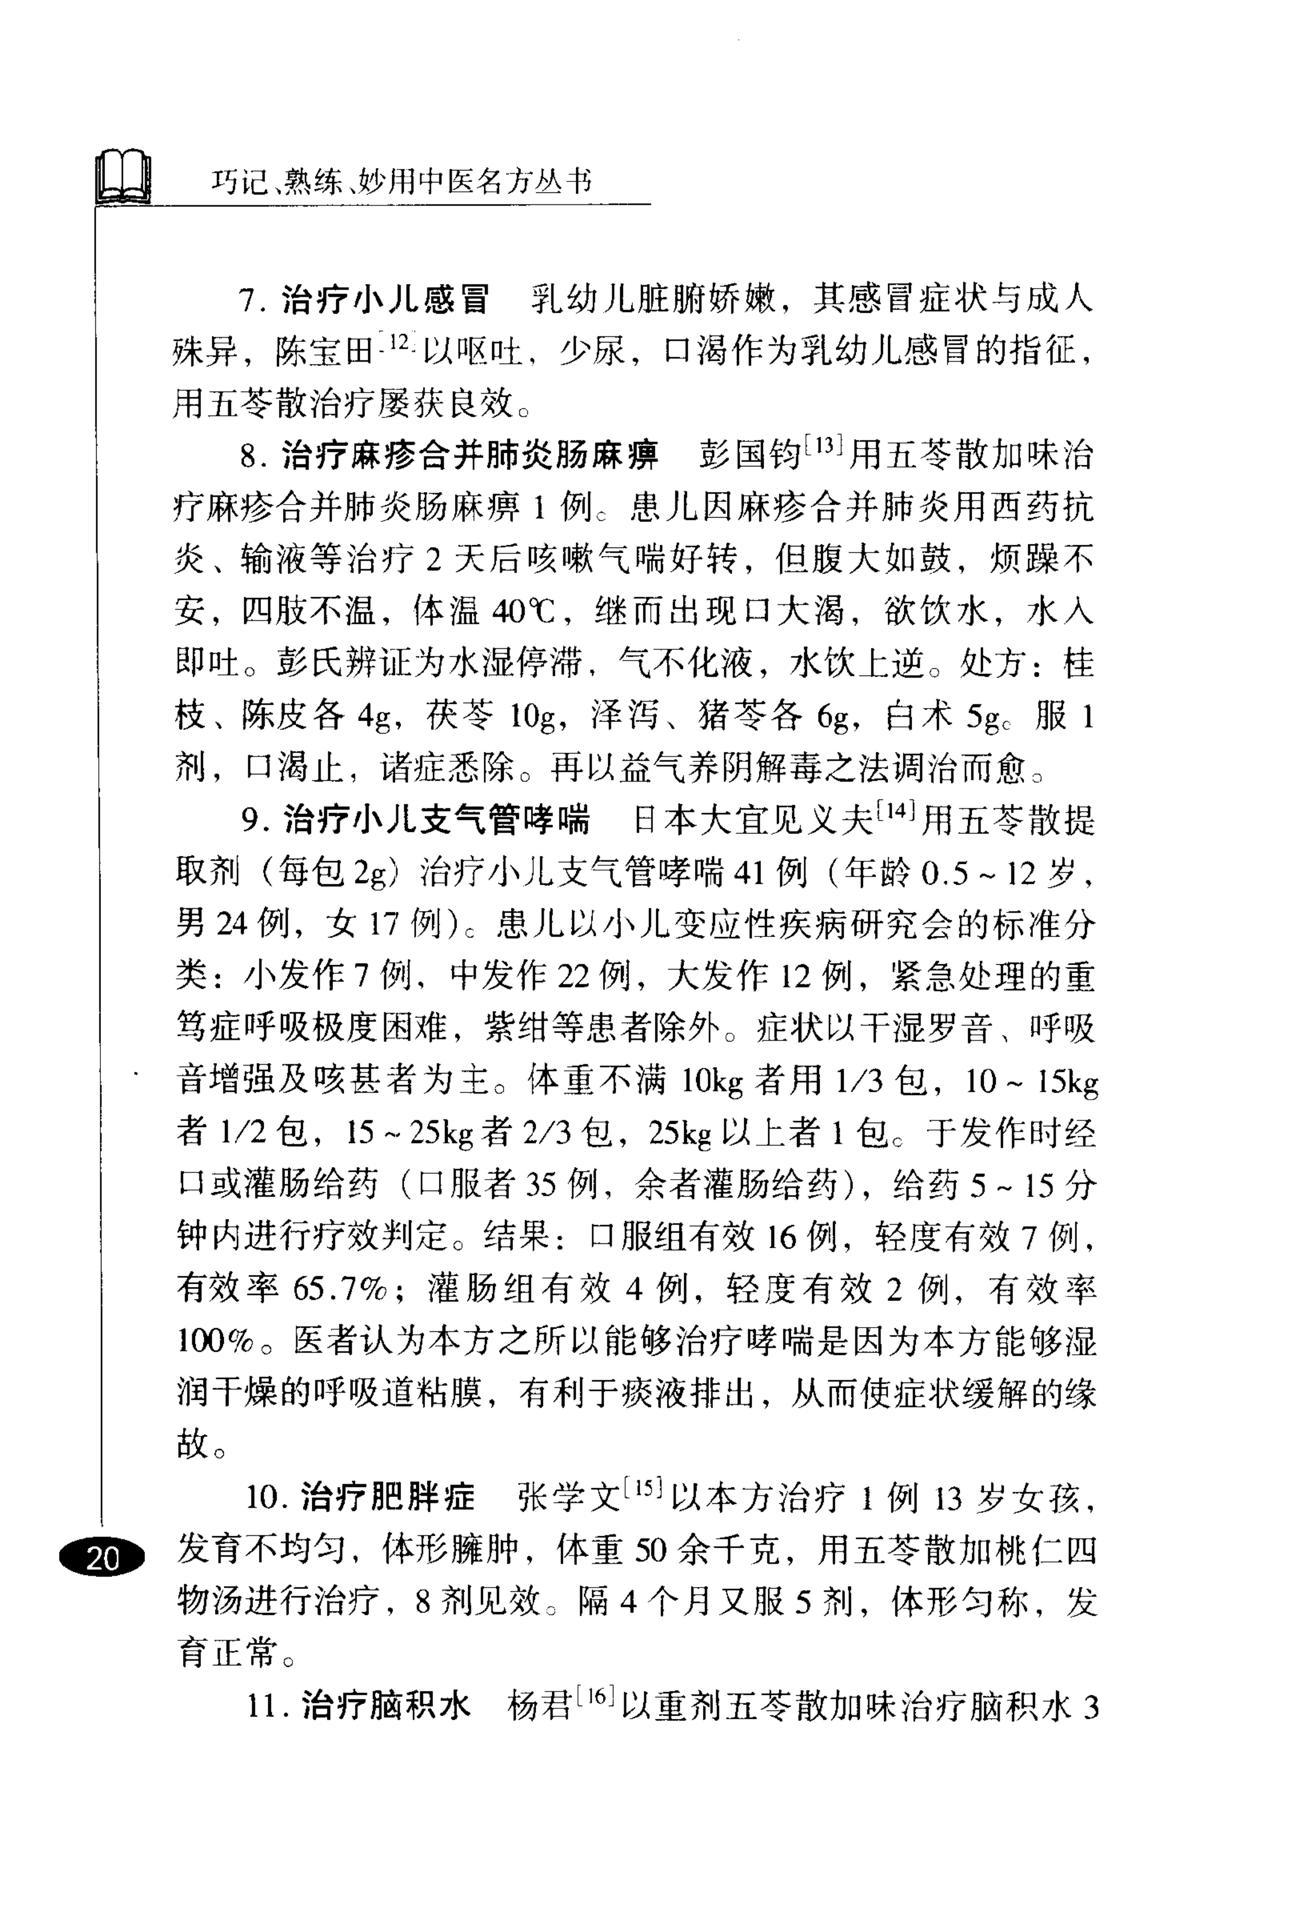 巧记、熟练、妙用中医名方丛书
7. 治疗小儿感冒　乳幼儿脏腑娇嫩，其感冒症状与成人
殊异，陈宝田[12]以呕吐，少尿，口渴作为乳幼儿感冒的指征，
用五苓散治疗屡获良效。
8. 治疗麻疹合并肺炎肠麻痹　彭国钧[13]用五苓散加味治
疗麻疹合并肺炎肠麻痹 1 例。患儿因麻疹合并肺炎用西药抗
炎、输液等治疗 2 天后咳嗽气喘好转，但腹大如鼓，烦躁不
安，四肢不温，体温 40℃，继而出现口大渴，欲饮水，水入
即吐。彭氏辨证为水湿停滞，气不化液，水饮上逆。处方：桂
枝、陈皮各 4g，茯苓 10g，泽泻、猪苓各 6g，白术 5g。服 1
剂，口渴止，诸症悉除。再以益气养阴解毒之法调治而愈。
9. 治疗小儿支气管哮喘　日本大宜见义夫[14]用五苓散提
取剂（每包 2g）治疗小儿支气管哮喘 41 例（年龄 0.5～12 岁，
男 24 例，女 17 例）。患儿以小儿变应性疾病研究会的标准分
类：小发作 7 例，中发作 22 例，大发作 12 例，紧急处理的重
笃症呼吸极度困难，紫绀等患者除外。症状以干湿罗音、呼吸
音增强及咳甚者为主。体重不满 10kg 者用 1/3 包，10～15kg
者 1/2 包，15～25kg 者 2/3 包，25kg 以上者 1 包。于发作时经
口或灌肠给药（口服者 35 例，余者灌肠给药），给药 5～15 分
钟内进行疗效判定。结果：口服组有效 16 例，轻度有效 7 例，
有效率 65.7%；灌肠组有效 4 例，轻度有效 2 例，有效率
100%。医者认为本方之所以能够治疗哮喘是因为本方能够湿
润干燥的呼吸道粘膜，有利于痰液排出，从而使症状缓解的缘
故。
10. 治疗肥胖症　张学文[15]以本方治疗 1 例 13 岁女孩，
发育不均匀，体形臃肿，体重 50 余千克，用五苓散加桃仁四
物汤进行治疗，8 剂见效。隔 4 个月又服 5 剂，体形匀称，发
育正常。
11. 治疗脑积水　杨君[16]以重剂五苓散加味治疗脑积水 3
20